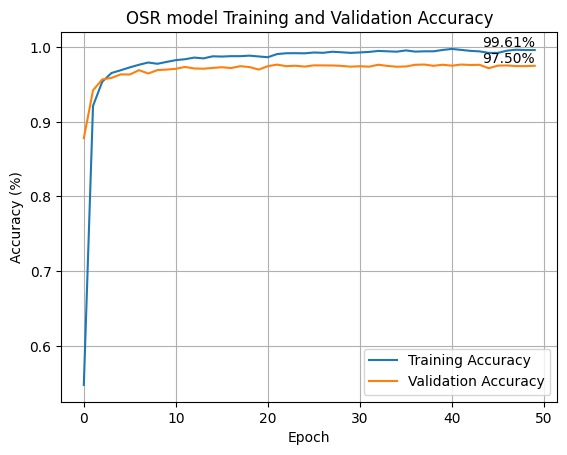 OSR model Training and Validation Accuracy
99.61%
97.50%
1.0
0.9
0.8
0.7
0.6
Accuracy (%)
Training Accuracy
Validation Accuracy
0 10 20 30 40 50
Epoch